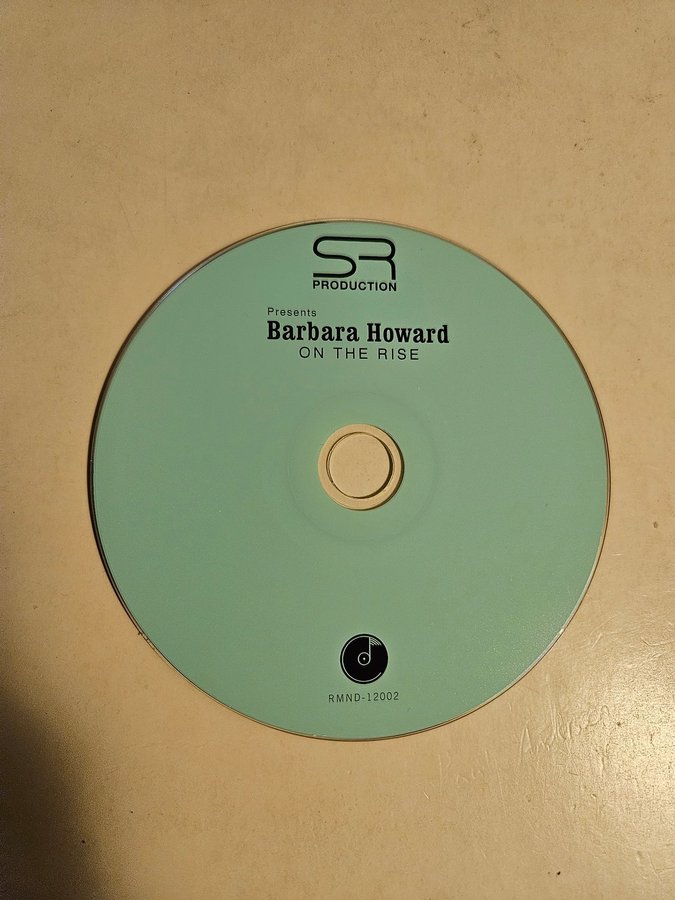 SR
PRODUCTION
Presents
Barbara Howard
ON THE RISE
RMND-12002